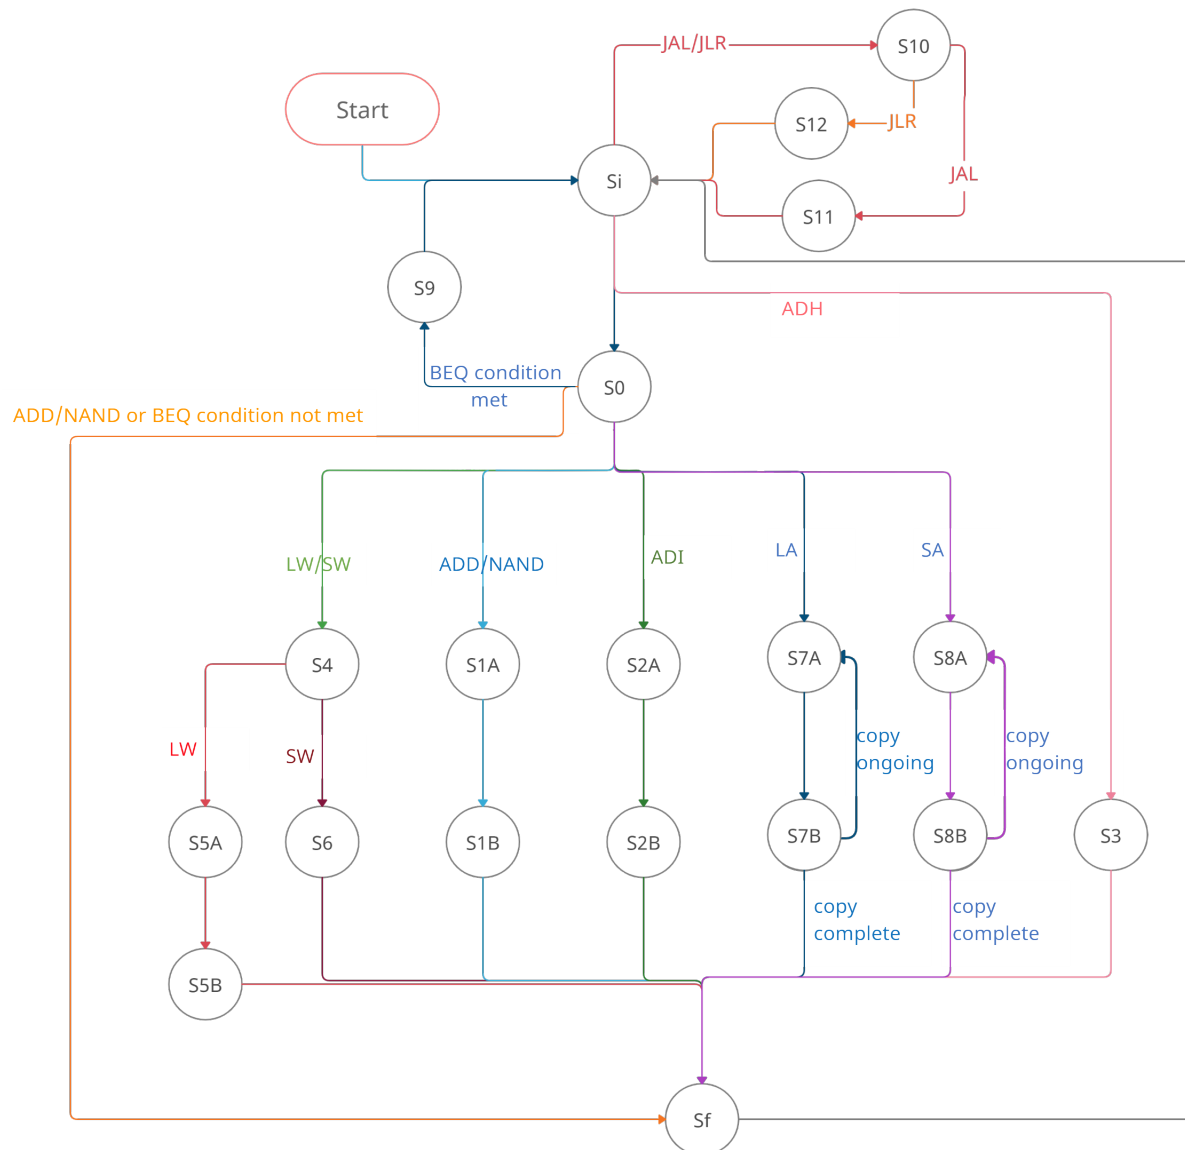 JAL/JLR
S10
Start
S12
JLR
Si
JAL
S11
S9
ADH
BEQ condition
met
S0
ADD/NAND or BEQ condition not met
LW/SW
ADD/NAND
ADI
LA
SA
S4
S1A
S2A
S7A
S8A
LW
SW
copy
ongoing
copy
ongoing
S5A
S6
S1B
S2B
S7B
S8B
S3
copy
complete
copy
complete
S5B
Sf